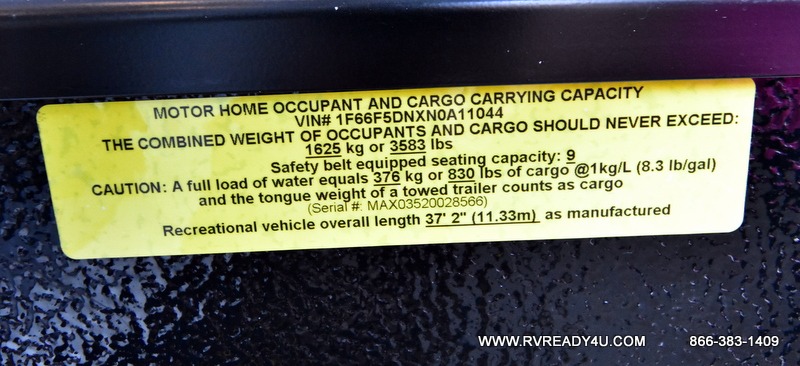 MOTOR HOME OCCUPANT AND CARGO CARRYING CAPACITY
VIN# 1F66F5DNXN0A11044
THE COMBINED WEIGHT OF OCCUPANTS AND CARGO SHOULD NEVER EXCEED:
1625 kg or 3583 lbs
Safety belt equipped seating capacity: 9
CAUTION: A full load of water equals 376 kg or 830 lbs of cargo @1kg/L (8.3 lb/gal)
and the tongue weight of a towed trailer counts as cargo
(Serial #: MAX03520028566)
Recreational vehicle overall length 37' 2" (11.33m) as manufactured
WWW.RVREADY4U.COM 866-383-1409